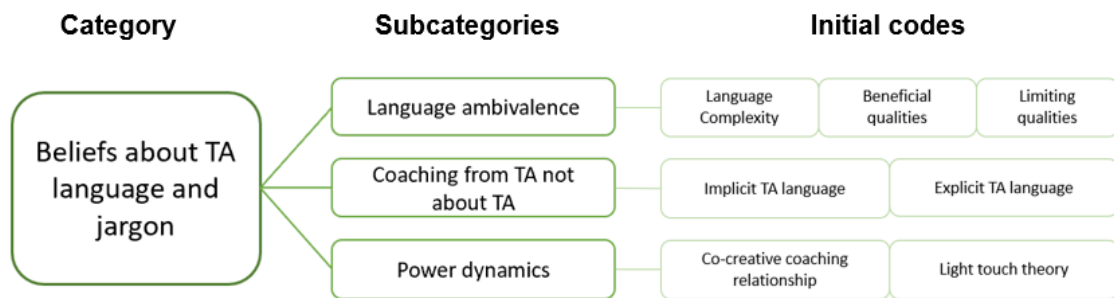 Category
Subcategories
Initial codes
Beliefs about TA
language and
jargon
Language ambivalence
Language
Complexity
Beneficial
qualities
Limiting
qualities
Coaching from TA not
about TA
Implicit TA language
Explicit TA language
Power dynamics
Co-creative coaching
relationship
Light touch theory